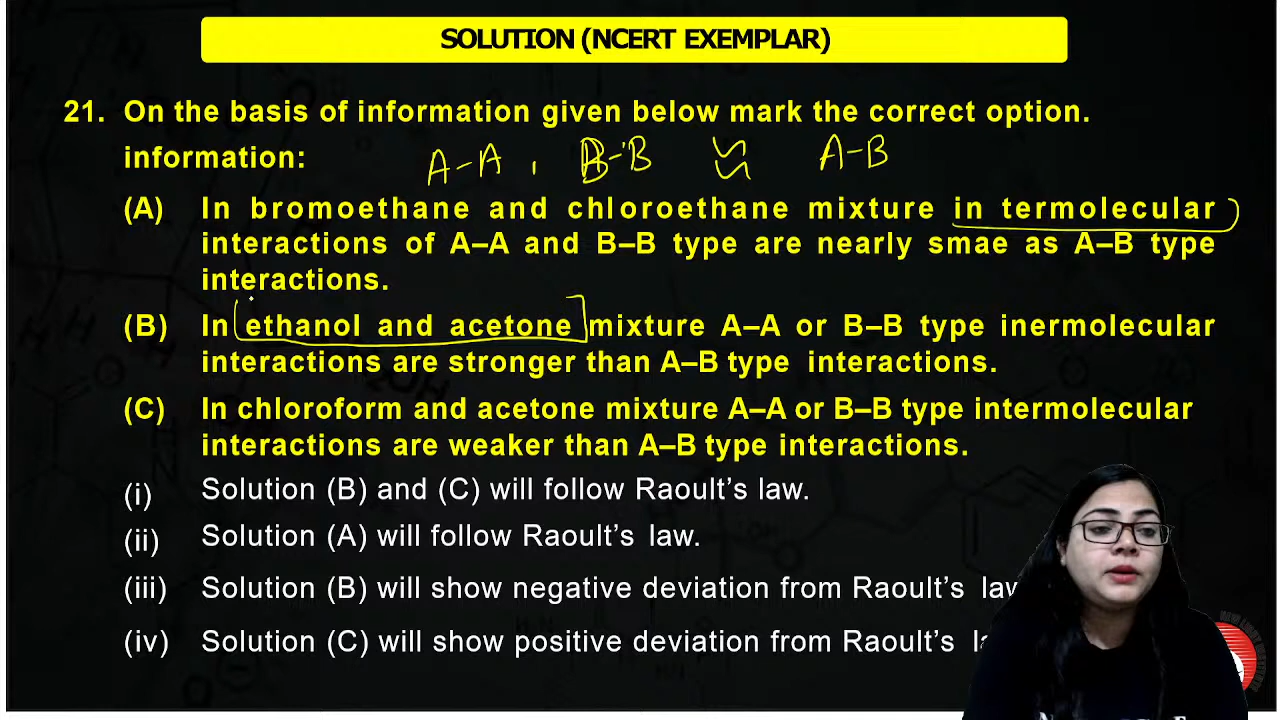 SOLUTION (NCERT EXEMPLAR)
21. On the basis of information given below mark the correct option.
information:
A-A , B-B ≈ A-B
(A) In bromoethane and chloroethane mixture in termolecular
interactions of A–A and B–B type are nearly smae as A–B type
interactions.
(B) In ethanol and acetone mixture A–A or B–B type inermolecular
interactions are stronger than A–B type interactions.
(C) In chloroform and acetone mixture A–A or B–B type intermolecular
interactions are weaker than A–B type interactions.
(i) Solution (B) and (C) will follow Raoult's law.
(ii) Solution (A) will follow Raoult's law.
(iii) Solution (B) will show negative deviation from Raoult's law
(iv) Solution (C) will show positive deviation from Raoult's